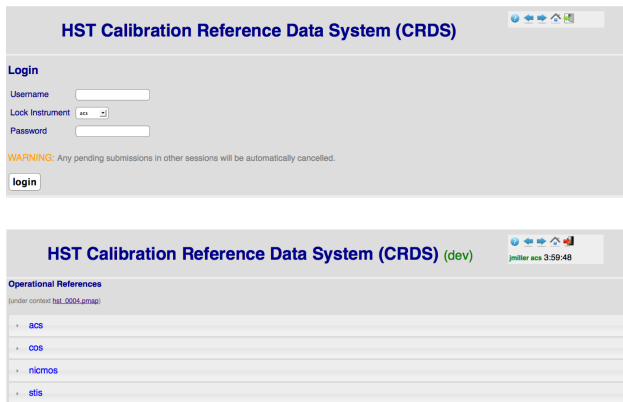 HST Calibration Reference Data System (CRDS)
Login
Username
Lock Instrument acs
Password
WARNING: Any pending submissions in other sessions will be automatically cancelled.
login
HST Calibration Reference Data System (CRDS) (dev)
jmiller acs 3:59:48
Operational References
(under context hst_0004.pmap)
acs
cos
nicmos
stis